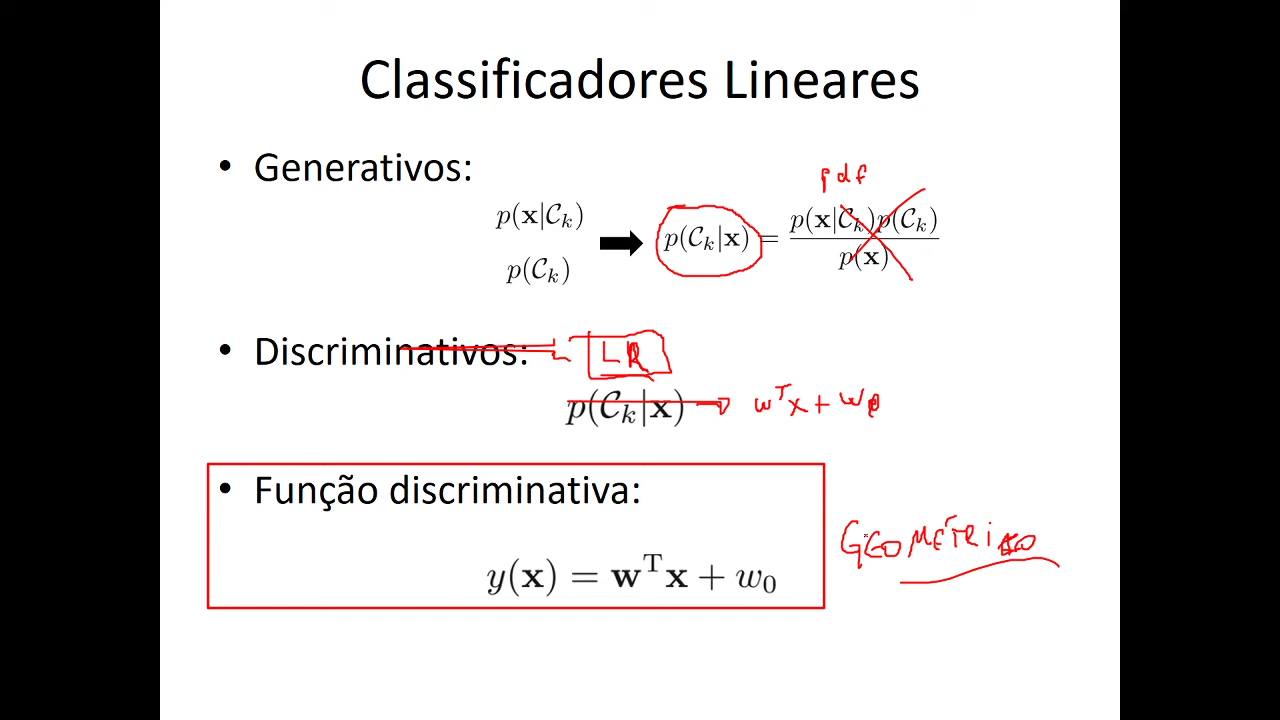 Classificadores Lineares
• Generativos:
pdf
p(x|C_k)
p(C_k)
p(C_k|x) = p(x|C_k)p(C_k) / p(x)
• Discriminativos: LR
p(C_k|x) → w^T x + w_0
• Função discriminativa:
GEOMÉTRICO
y(x) = w^T x + w_0